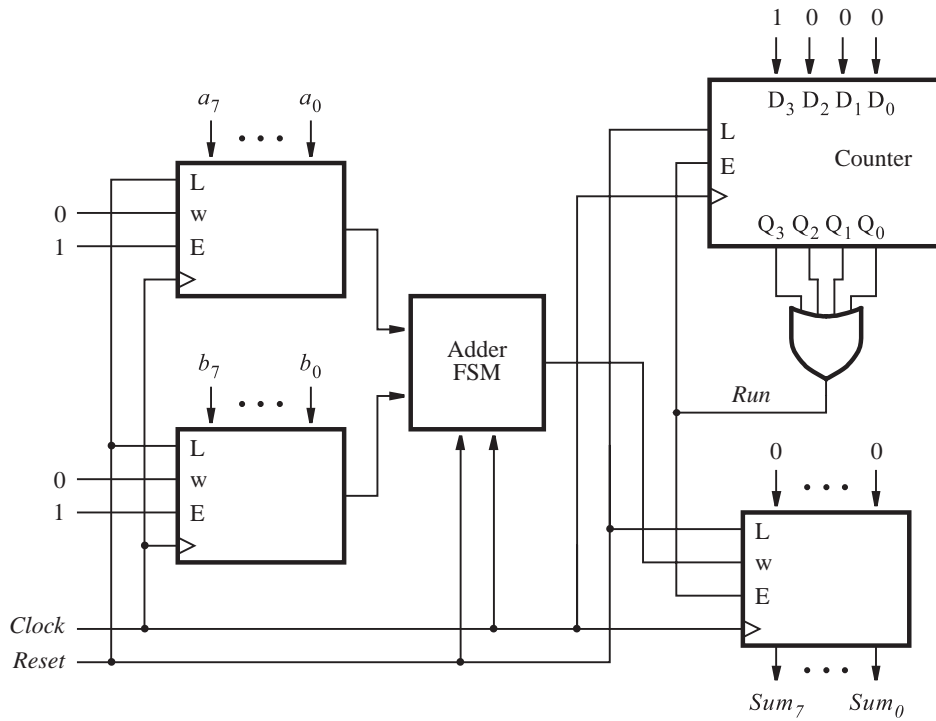 1 0 0 0
D3 D2 D1 D0
L
E
Counter
Q3 Q2 Q1 Q0
a7 • • • a0
L
0 w
1 E
Adder
FSM
b7 • • • b0
L
0 w
1 E
Run
0 • • • 0
L
w
E
Clock
Reset
• • •
Sum7 Sum0